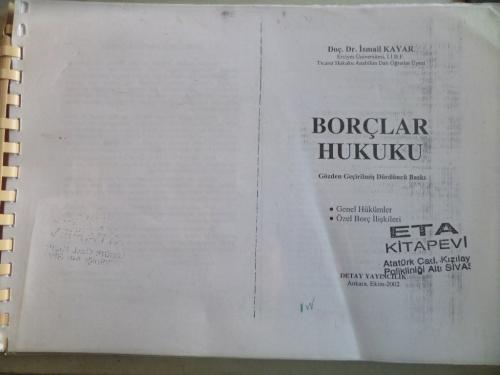 Doç. Dr. İsmail KAYAR
Erciyes Üniversitesi, İ.İ.B.F.
Ticaret Hukuku Anabilim Dalı Öğretim Üyesi
BORÇLAR
HUKUKU
Gözden Geçirilmiş Dördüncü Baskı
• Genel Hükümler
• Özel Borç İlişkileri
ETA
KİTAPEVİ
Atatürk Cad. Kızılay
Polikliniği Altı SİVAS
DETAY YAYINCILIK
Ankara, Ekim-2002